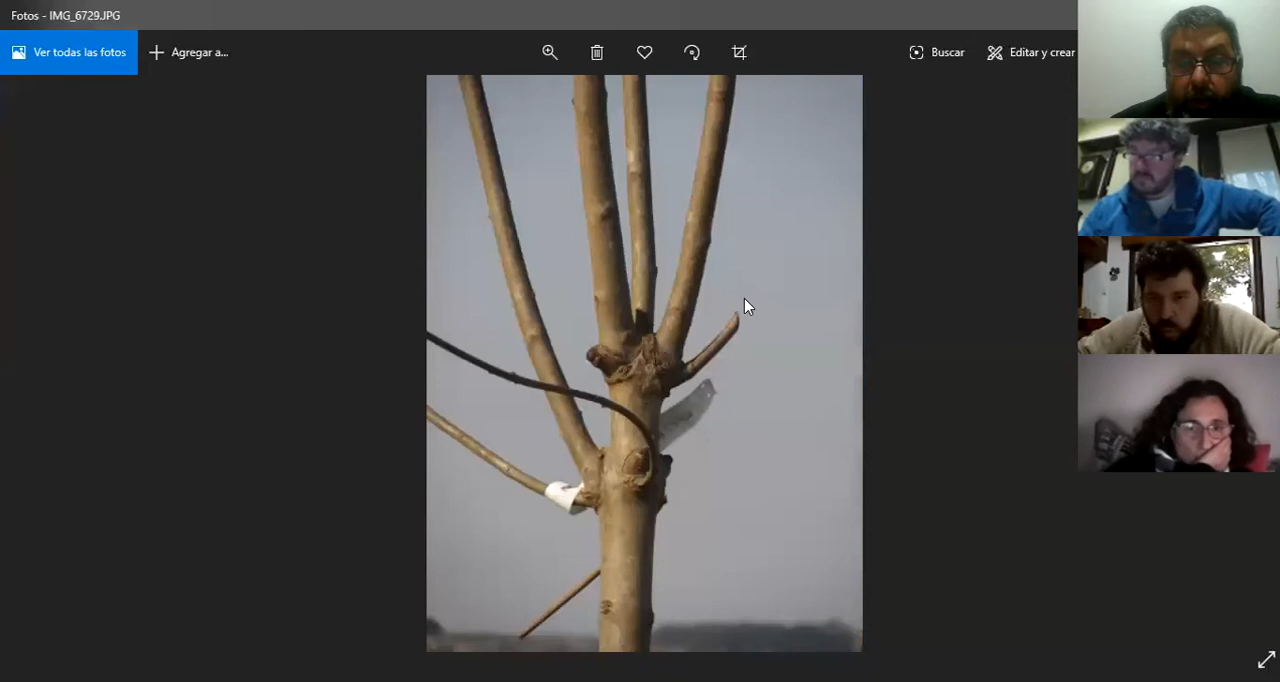 Fotos - IMG_6729.JPG
Ver todas las fotos
Agregar a...
Buscar
Editar y crear